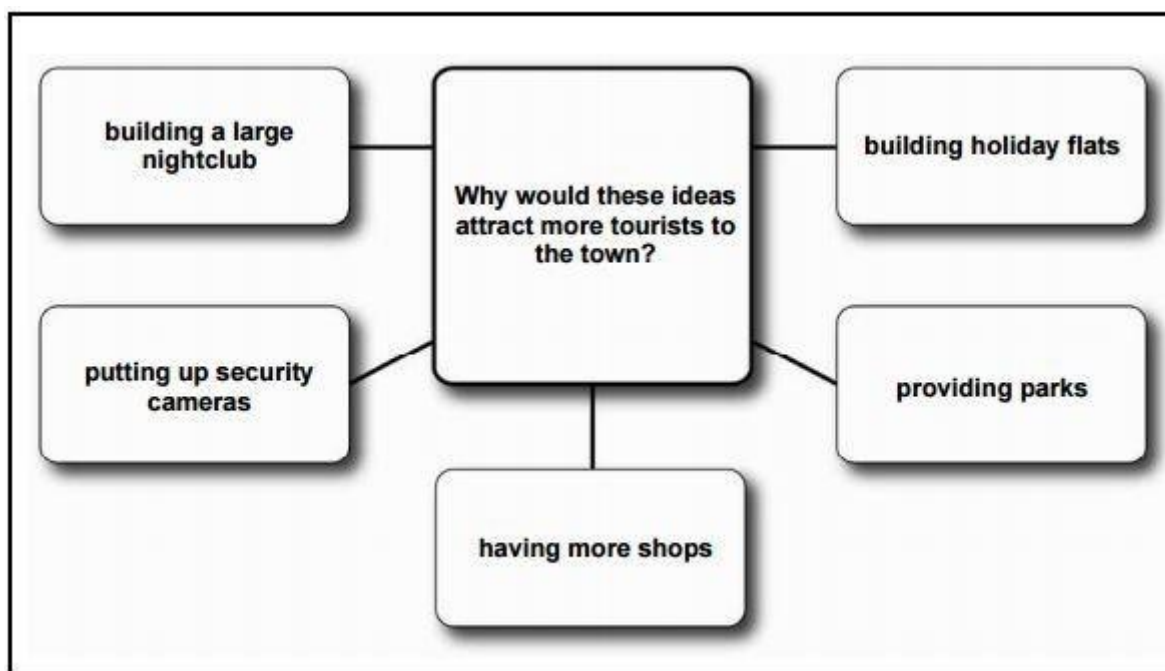 building a large
nightclub
Why would these ideas
attract more tourists to
the town?
building holiday flats
putting up security
cameras
providing parks
having more shops